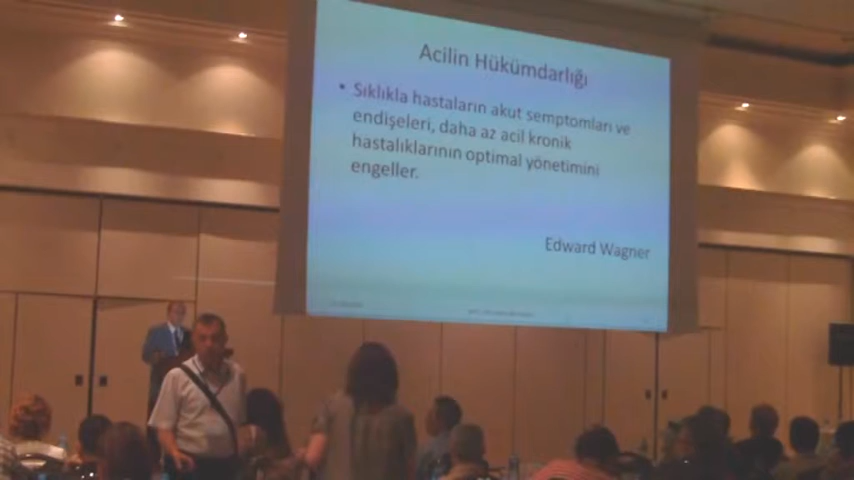 Acilin Hükümdarlığı
• Sıklıkla hastaların akut semptomları ve
endişeleri, daha az acil kronik
hastalıklarının optimal yönetimini
engeller.
Edward Wagner